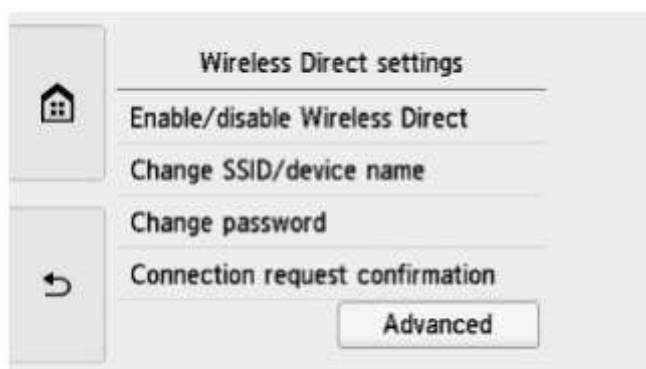 Wireless Direct settings
Enable/disable Wireless Direct
Change SSID/device name
Change password
Connection request confirmation
Advanced